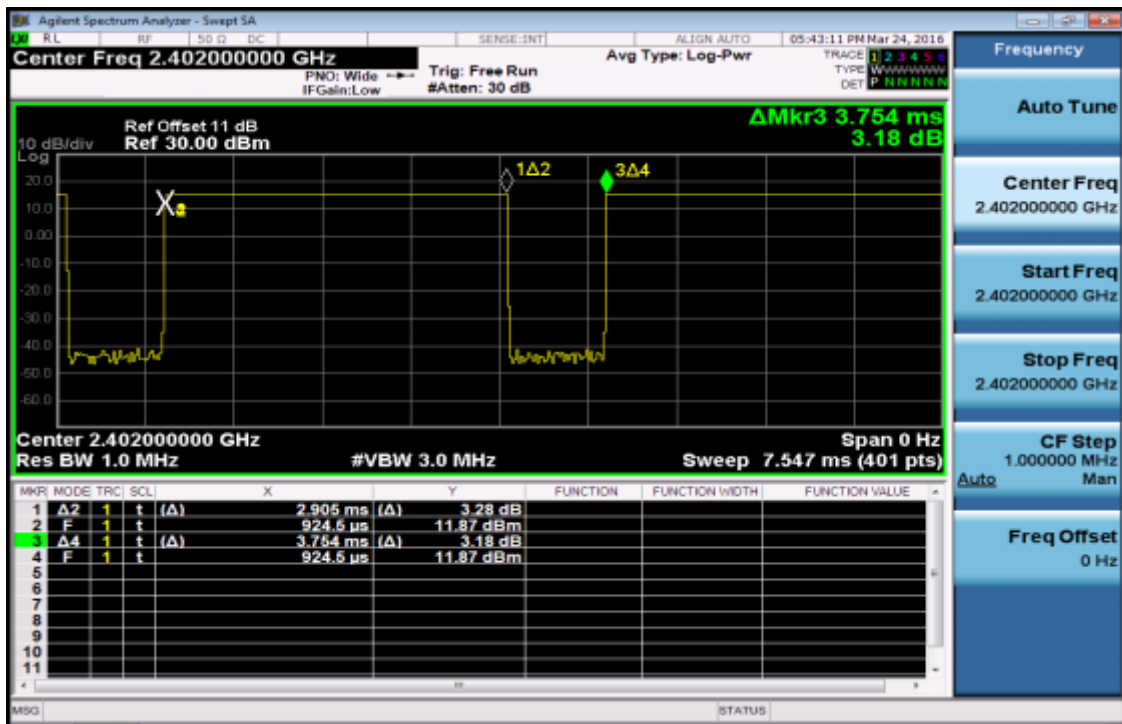 Agilent Spectrum Analyzer - Swept SA
RL RF 50 Ω DC SENSE:INT ALIGN AUTO 05:43:11 PM Mar 24, 2016
Center Freq 2.402000000 GHz
PNO: Wide
IFGain:Low
Trig: Free Run
#Atten: 30 dB
Avg Type: Log-Pwr
TRACE 1 2 3 4 5 6
TYPE WWWWWW
DET P N N N N N
ΔMkr3 3.754 ms
3.18 dB
Ref Offset 11 dB
10 dB/div Ref 30.00 dBm
Log
20.0
10.0
0.00
-10.0
-20.0
-30.0
-40.0
-50.0
-60.0
1Δ2
3Δ4
Center 2.402000000 GHz Span 0 Hz
Res BW 1.0 MHz #VBW 3.0 MHz Sweep 7.547 ms (401 pts)
MKR MODE TRC SCL X Y FUNCTION FUNCTION WIDTH FUNCTION VALUE
1 Δ2 1 t (Δ) 2.905 ms (Δ) 3.28 dB
2 F 1 t 924.5 µs 11.87 dBm
3 Δ4 1 t (Δ) 3.754 ms (Δ) 3.18 dB
4 F 1 t 924.5 µs 11.87 dBm
5
6
7
8
9
10
11
MSG STATUS
Frequency
Auto Tune
Center Freq
2.402000000 GHz
Start Freq
2.402000000 GHz
Stop Freq
2.402000000 GHz
CF Step
1.000000 MHz
Auto Man
Freq Offset
0 Hz